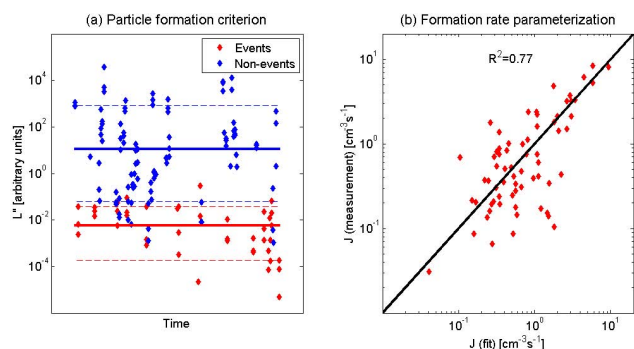 (a) Particle formation criterion
Events
Non-events
L" [arbitrary units]
10^4
10^2
10^0
10^-2
10^-4
Time
(b) Formation rate parameterization
R^2=0.77
J (measurement) [cm^-3s^-1]
10^1
10^0
10^-1
10^-1
10^0
10^1
J (fit) [cm^-3s^-1]